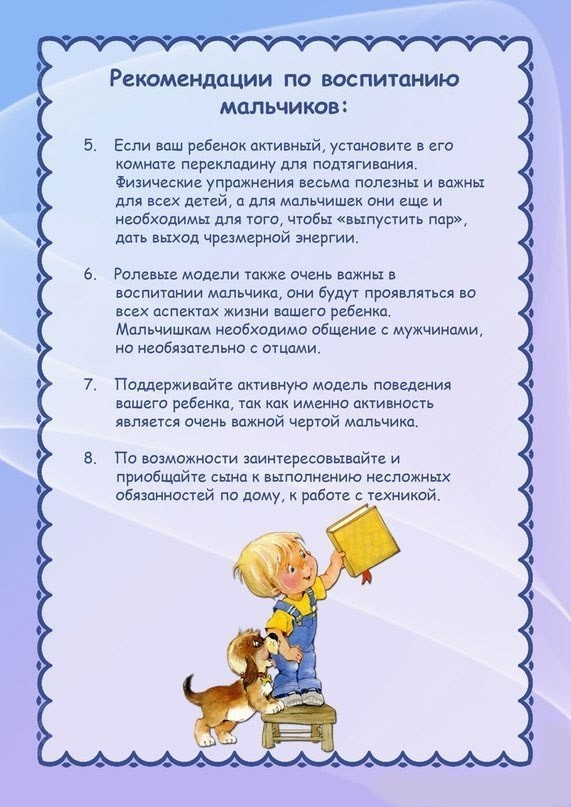 Рекомендации по воспитанию
мальчиков:
5. Если ваш ребенок активный, установите в его
комнате перекладину для подтягивания.
Физические упражнения весьма полезны и важны
для всех детей, а для мальчишек они еще и
необходимы для того, чтобы «выпустить пар»,
дать выход чрезмерной энергии.
6. Ролевые модели также очень важны в
воспитании мальчика, они будут проявляться во
всех аспектах жизни вашего ребенка.
Мальчишкам необходимо общение с мужчинами,
но необязательно с отцами.
7. Поддерживайте активную модель поведения
вашего ребенка, так как именно активность
является очень важной чертой мальчика.
8. По возможности заинтересовывайте и
приобщайте сына к выполнению несложных
обязанностей по дому, к работе с техникой.